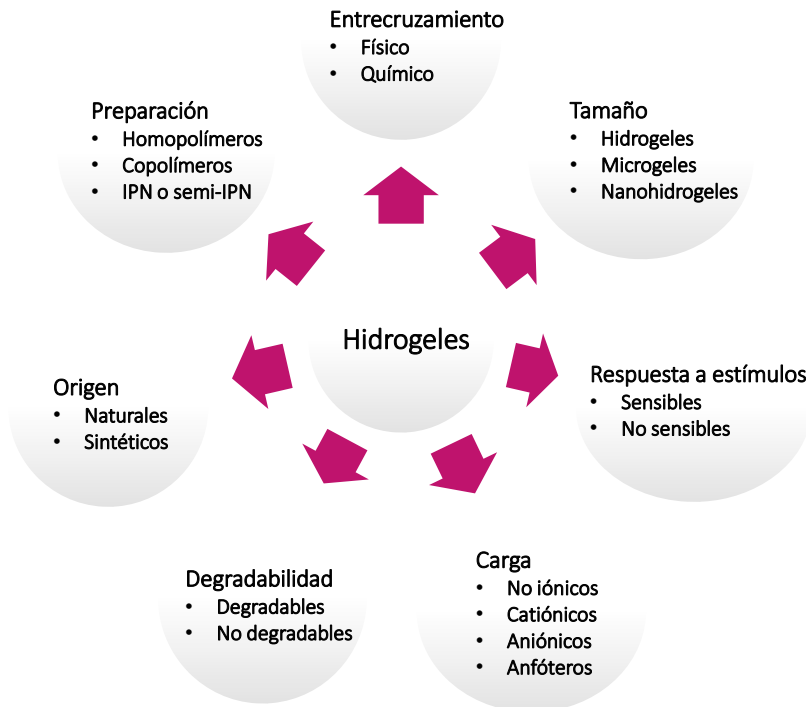 Entrecruzamiento
• Físico
• Químico
Preparación
• Homopolímeros
• Copolímeros
• IPN o semi-IPN
Tamaño
• Hidrogeles
• Microgeles
• Nanohidrogeles
Hidrogeles
Origen
• Naturales
• Sintéticos
Respuesta a estímulos
• Sensibles
• No sensibles
Degradabilidad
• Degradables
• No degradables
Carga
• No iónicos
• Catiónicos
• Aniónicos
• Anfóteros